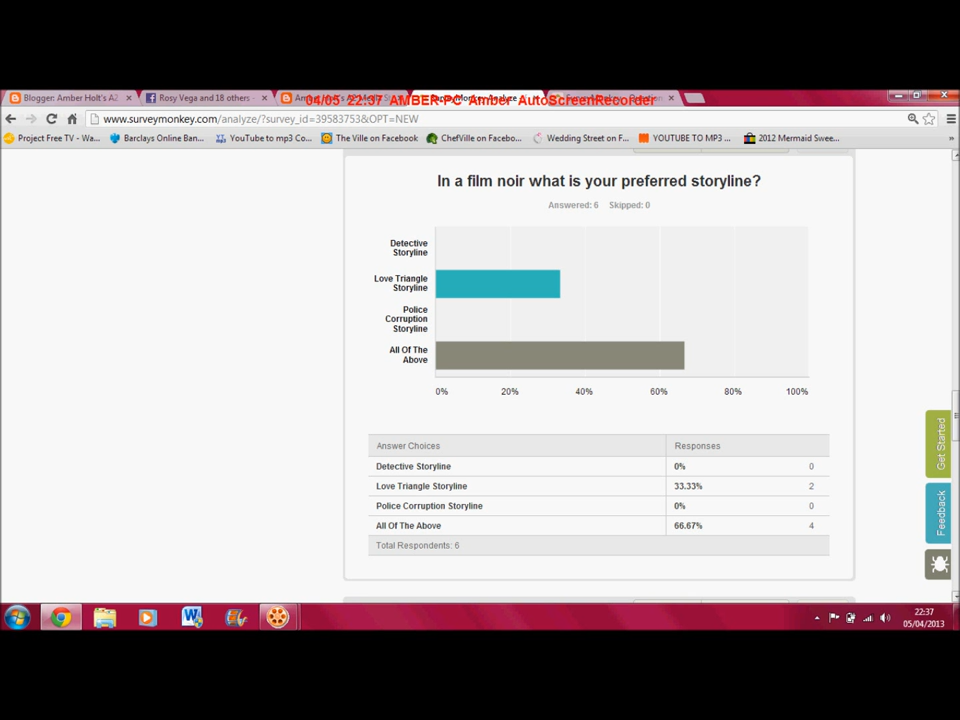 Blogger: Amber Holt's A2
Rosy Vega and 18 others
04/05 22:37 AMBER-PC Amber AutoScreenRecorder
www.surveymonkey.com/analyze/?survey_id=39583753&OPT=NEW
Project Free TV - Wa...
Barclays Online Ban...
YouTube to mp3 Co...
The Ville on Facebook
ChefVille on Facebo...
Wedding Street on F...
YOUTUBE TO MP3 ...
2012 Mermaid Swee...
»
In a film noir what is your preferred storyline?
Answered: 6 Skipped: 0
Detective
Storyline
Love Triangle
Storyline
Police
Corruption
Storyline
All Of The
Above
0% 20% 40% 60% 80% 100%
Answer Choices Responses
Detective Storyline 0% 0
Love Triangle Storyline 33.33% 2
Police Corruption Storyline 0% 0
All Of The Above 66.67% 4
Total Respondents: 6
Get Started
Feedback
22:37
05/04/2013